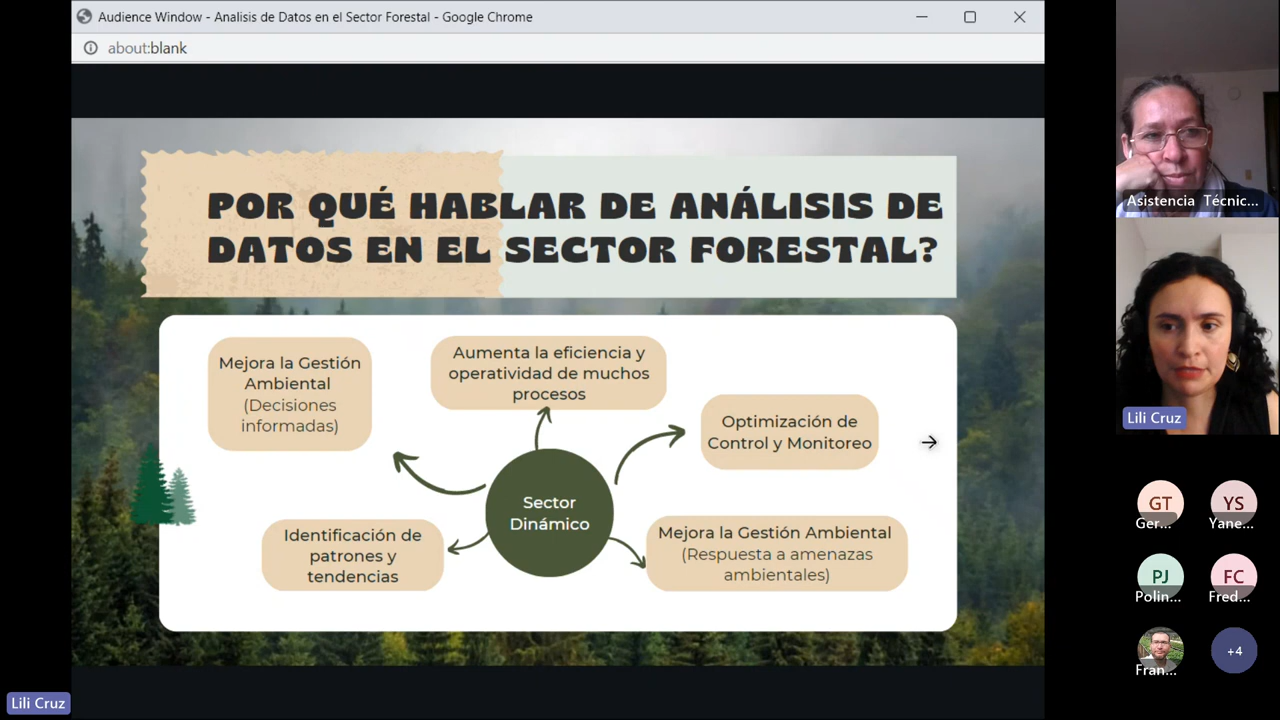 Audience Window - Analisis de Datos en el Sector Forestal - Google Chrome
about:blank
POR QUÉ HABLAR DE ANÁLISIS DE
DATOS EN EL SECTOR FORESTAL?
Mejora la Gestión
Ambiental
(Decisiones
informadas)
Aumenta la eficiencia y
operatividad de muchos
procesos
Optimización de
Control y Monitoreo
Sector
Dinámico
Identificación de
patrones y
tendencias
Mejora la Gestión Ambiental
(Respuesta a amenazas
ambientales)
Asistencia Técnic...
Lili Cruz
GT
Ger...
YS
Yane...
PJ
Polin...
FC
Fred...
Fran...
+4
Lili Cruz